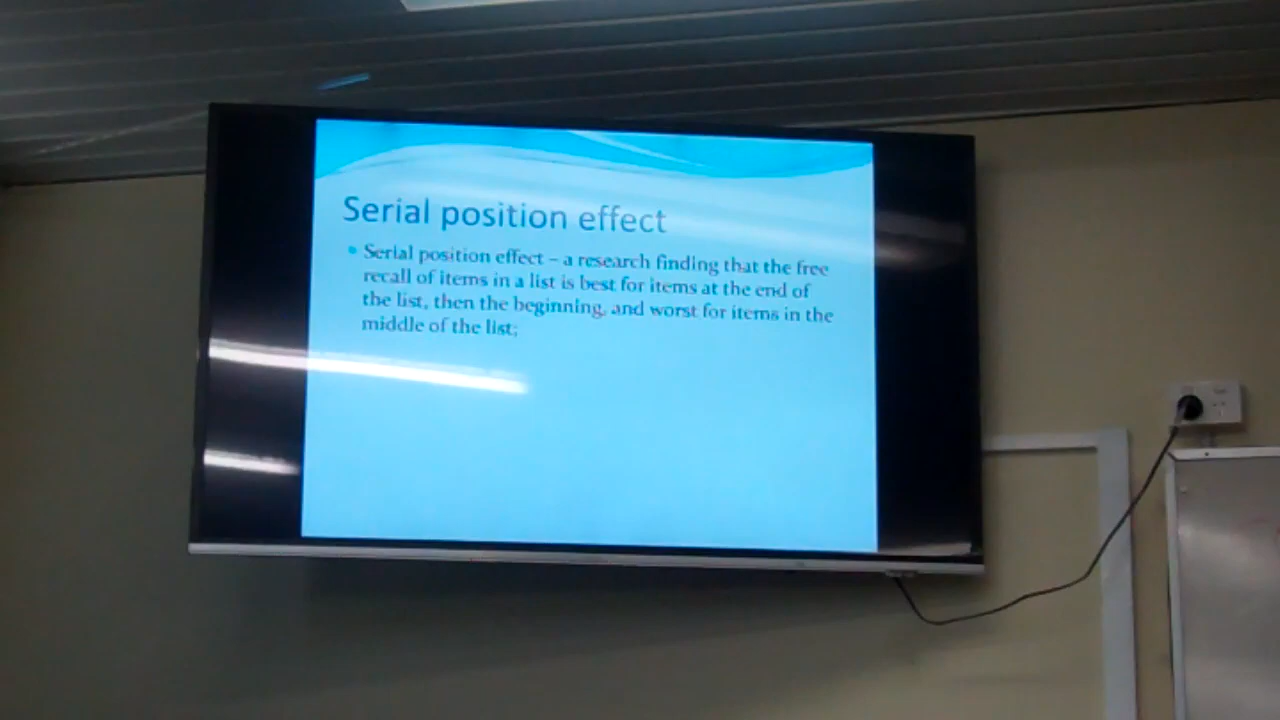 Serial position effect
Serial position effect – a research finding that the free
recall of items in a list is best for items at the end of
the list, then the beginning, and worst for items in the
middle of the list;